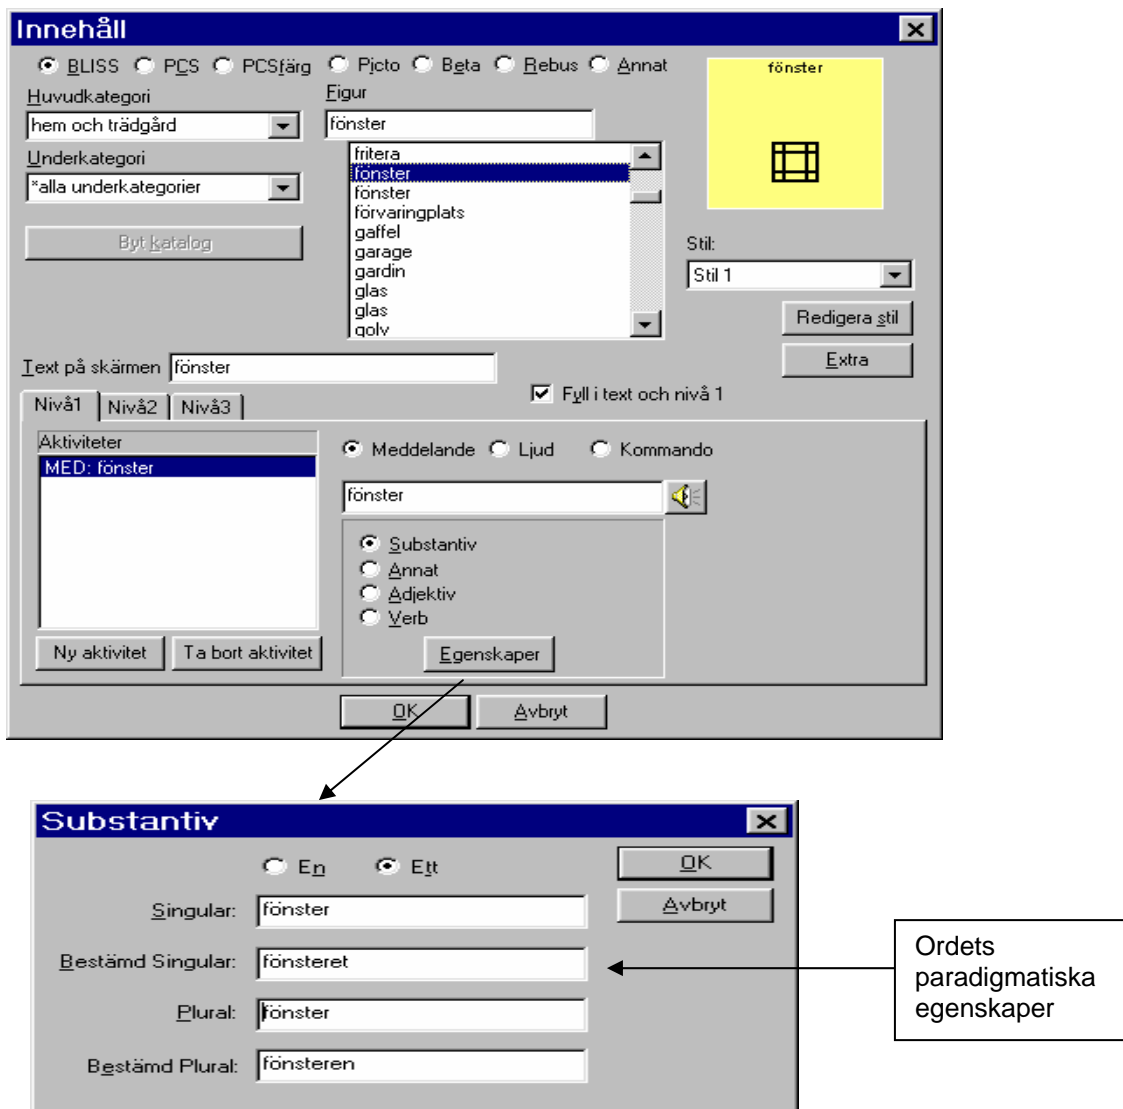 Innehåll
BLISS PCS PCSfärg Picto Beta Rebus Annat
fönster
Huvudkategori
hem och trädgård
Underkategori
*alla underkategorier
Byt katalog
Figur
fönster
fritera
fönster
fönster
förvaringplats
gaffel
garage
gardin
glas
glas
golv
Stil:
Stil 1
Redigera stil
Extra
Text på skärmen fönster
Fyll i text och nivå 1
Nivå1 Nivå2 Nivå3
Aktiviteter
MED: fönster
Ny aktivitet Ta bort aktivitet
Meddelande Ljud Kommando
fönster
Substantiv
Annat
Adjektiv
Verb
Egenskaper
OK Avbryt
Substantiv
En Ett
OK
Avbryt
Singular: fönster
Bestämd Singular: fönsteret
Plural: fönster
Bestämd Plural: fönsteren
Ordets
paradigmatiska
egenskaper